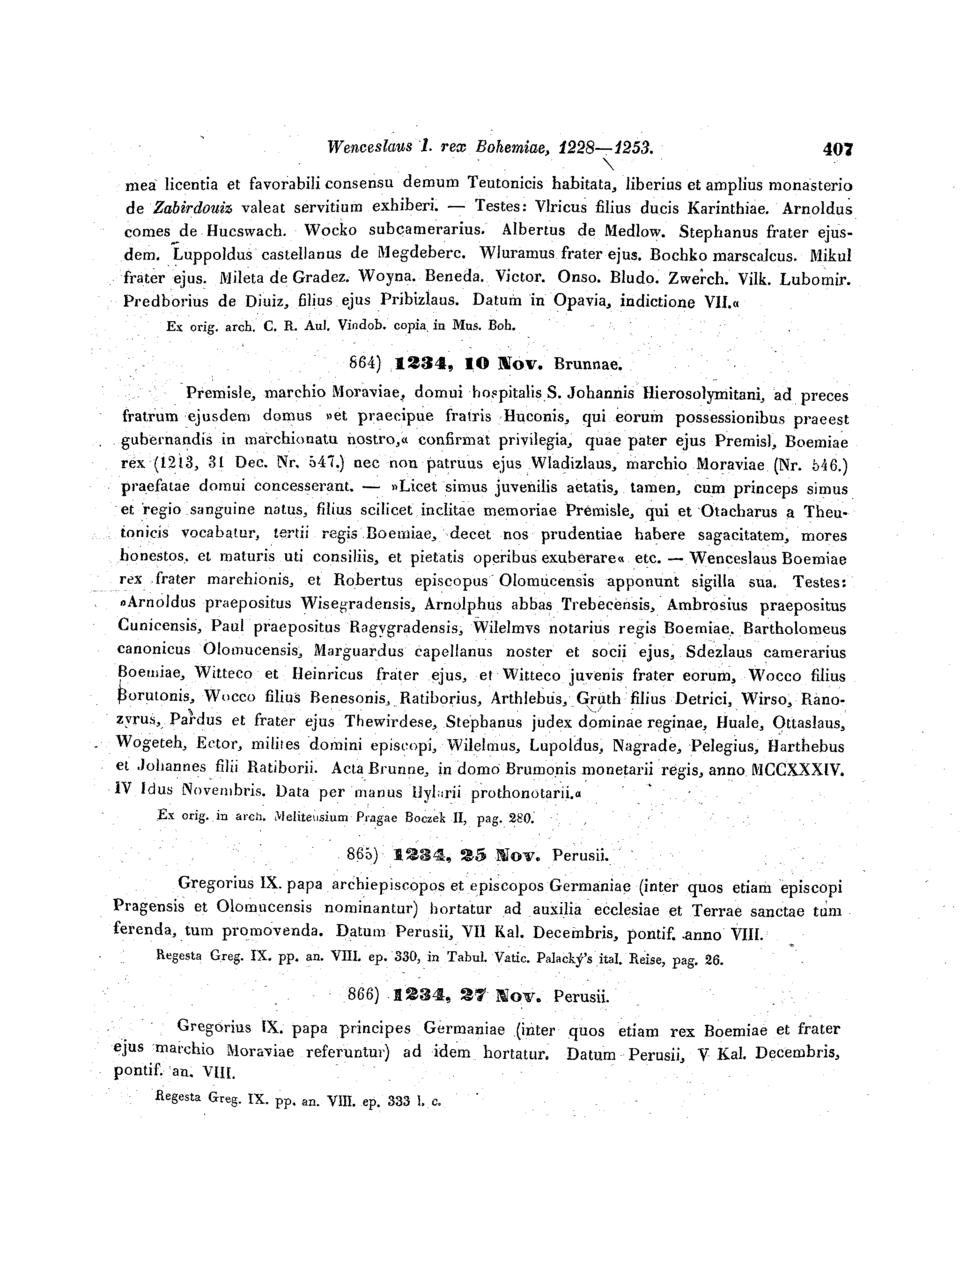 Wenceslaus I. rex Bohemiae, 1228—1253. 407
mea licentia et favorabili consensu demum Teutonicis habitata, liberius et amplius monasterio
de Zabirdouiz valeat servitium exhiberi. — Testes: Vlricus filius ducis Karinthiae. Arnoldus
comes de Hucswach. Wocko subcamerarius. Albertus de Medlow. Stephanus frater ejus-
dem. Luppoldus castellanus de Megdeberc. Wluramus frater ejus. Bochko marscalcus. Mikul
frater ejus. Mileta de Gradez. Woyna. Beneda. Victor. Onso. Bludo. Zwerch. Vilk. Lubomir.
Predborius de Diuiz, filius ejus Pribizlaus. Datum in Opavia, indictione VII.«
Ex orig. arch. C. R. Aul. Vindob. copia in Mus. Boh.
864) 1234, 10 Nov. Brunnae.
Premisle, marchio Moraviae, domui hospitalis S. Johannis Hierosolymitani, ad preces
fratrum ejusdem domus »et praecipue fratris Huconis, qui eorum possessionibus praeest
gubernandis in marchionatu nostro,« confirmat privilegia, quae pater ejus Premisl, Boemiae
rex (1213, 31 Dec. Nr. 547.) nec non patruus ejus Wladizlaus, marchio Moraviae (Nr. 546.)
praefatae domui concesserant. — »Licet simus juvenilis aetatis, tamen, cum princeps simus
et regio sanguine natus, filius scilicet inclitae memoriae Premisle, qui et Otacharus a Theu-
tonicis vocabatur, tertii regis Boemiae, decet nos prudentiae habere sagacitatem, mores
honestos, et maturis uti consiliis, et pietatis operibus exuberare« etc. — Wenceslaus Boemiae
rex frater marchionis, et Robertus episcopus Olomucensis apponunt sigilla sua. Testes:
»Arnoldus praepositus Wisegradensis, Arnolphus abbas Trebecensis, Ambrosius praepositus
Cunicensis, Paul praepositus Ragygradensis, Wilelmvs notarius regis Boemiae. Bartholomeus
canonicus Olomucensis, Marguardus capellanus noster et socii ejus, Sdezlaus camerarius
Boemiae, Witteco et Heinricus frater ejus, et Witteco juvenis frater eorum, Wocco filius
Borutonis, Wocco filius Benesonis, Ratiborius, Arthlebus, Gruth filius Detrici, Wirso, Rano-
zyrus, Pardus et frater ejus Thewirdese, Stephanus judex dominae reginae, Huale, Ottaslaus,
Wogeteh, Ector, milites domini episcopi, Wilelmus, Lupoldus, Nagrade, Pelegius, Harthebus
et Johannes filii Ratiborii. Acta Brunne, in domo Brumonis monetarii regis, anno MCCXXXIV.
IV Idus Novembris. Data per manus Hylarii prothonotarii.«
Ex orig. in arch. Melitensium Pragae Boczek II, pag. 280.
865) 1234, 25 Nov. Perusii.
Gregorius IX. papa archiepiscopos et episcopos Germaniae (inter quos etiam episcopi
Pragensis et Olomucensis nominantur) hortatur ad auxilia ecclesiae et Terrae sanctae tum
ferenda, tum promovenda. Datum Perusii, VII Kal. Decembris, pontif. anno VIII.
Regesta Greg. IX. pp. an. VIII. ep. 330, in Tabul. Vatic. Palacký's ital. Reise, pag. 26.
866) 1234, 27 Nov. Perusii.
Gregorius IX. papa principes Germaniae (inter quos etiam rex Boemiae et frater
ejus marchio Moraviae referuntur) ad idem hortatur. Datum Perusii, V Kal. Decembris,
pontif. an. VIII.
Regesta Greg. IX. pp. an. VIII. ep. 333 l. c.